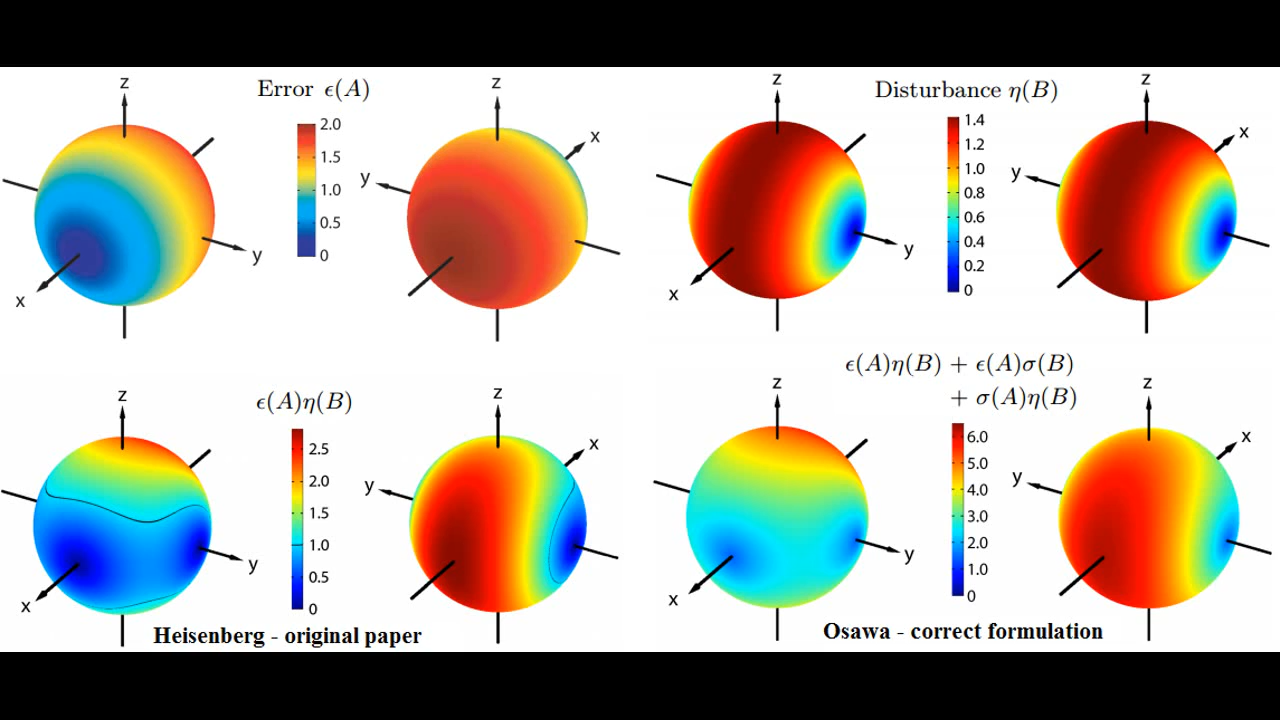 Error ϵ(A)
z
2.0
1.5
1.0
0.5
0
y
x
z
x
y
Disturbance η(B)
z
1.4
1.2
1.0
0.8
0.6
0.4
0.2
0
y
x
z
x
y
ϵ(A)η(B)
z
2.5
2.0
1.5
1.0
0.5
0
y
x
z
x
y
Heisenberg - original paper
ϵ(A)η(B) + ϵ(A)σ(B)
+ σ(A)η(B)
z
6.0
5.0
4.0
3.0
2.0
1.0
0
y
x
z
x
y
Osawa - correct formulation